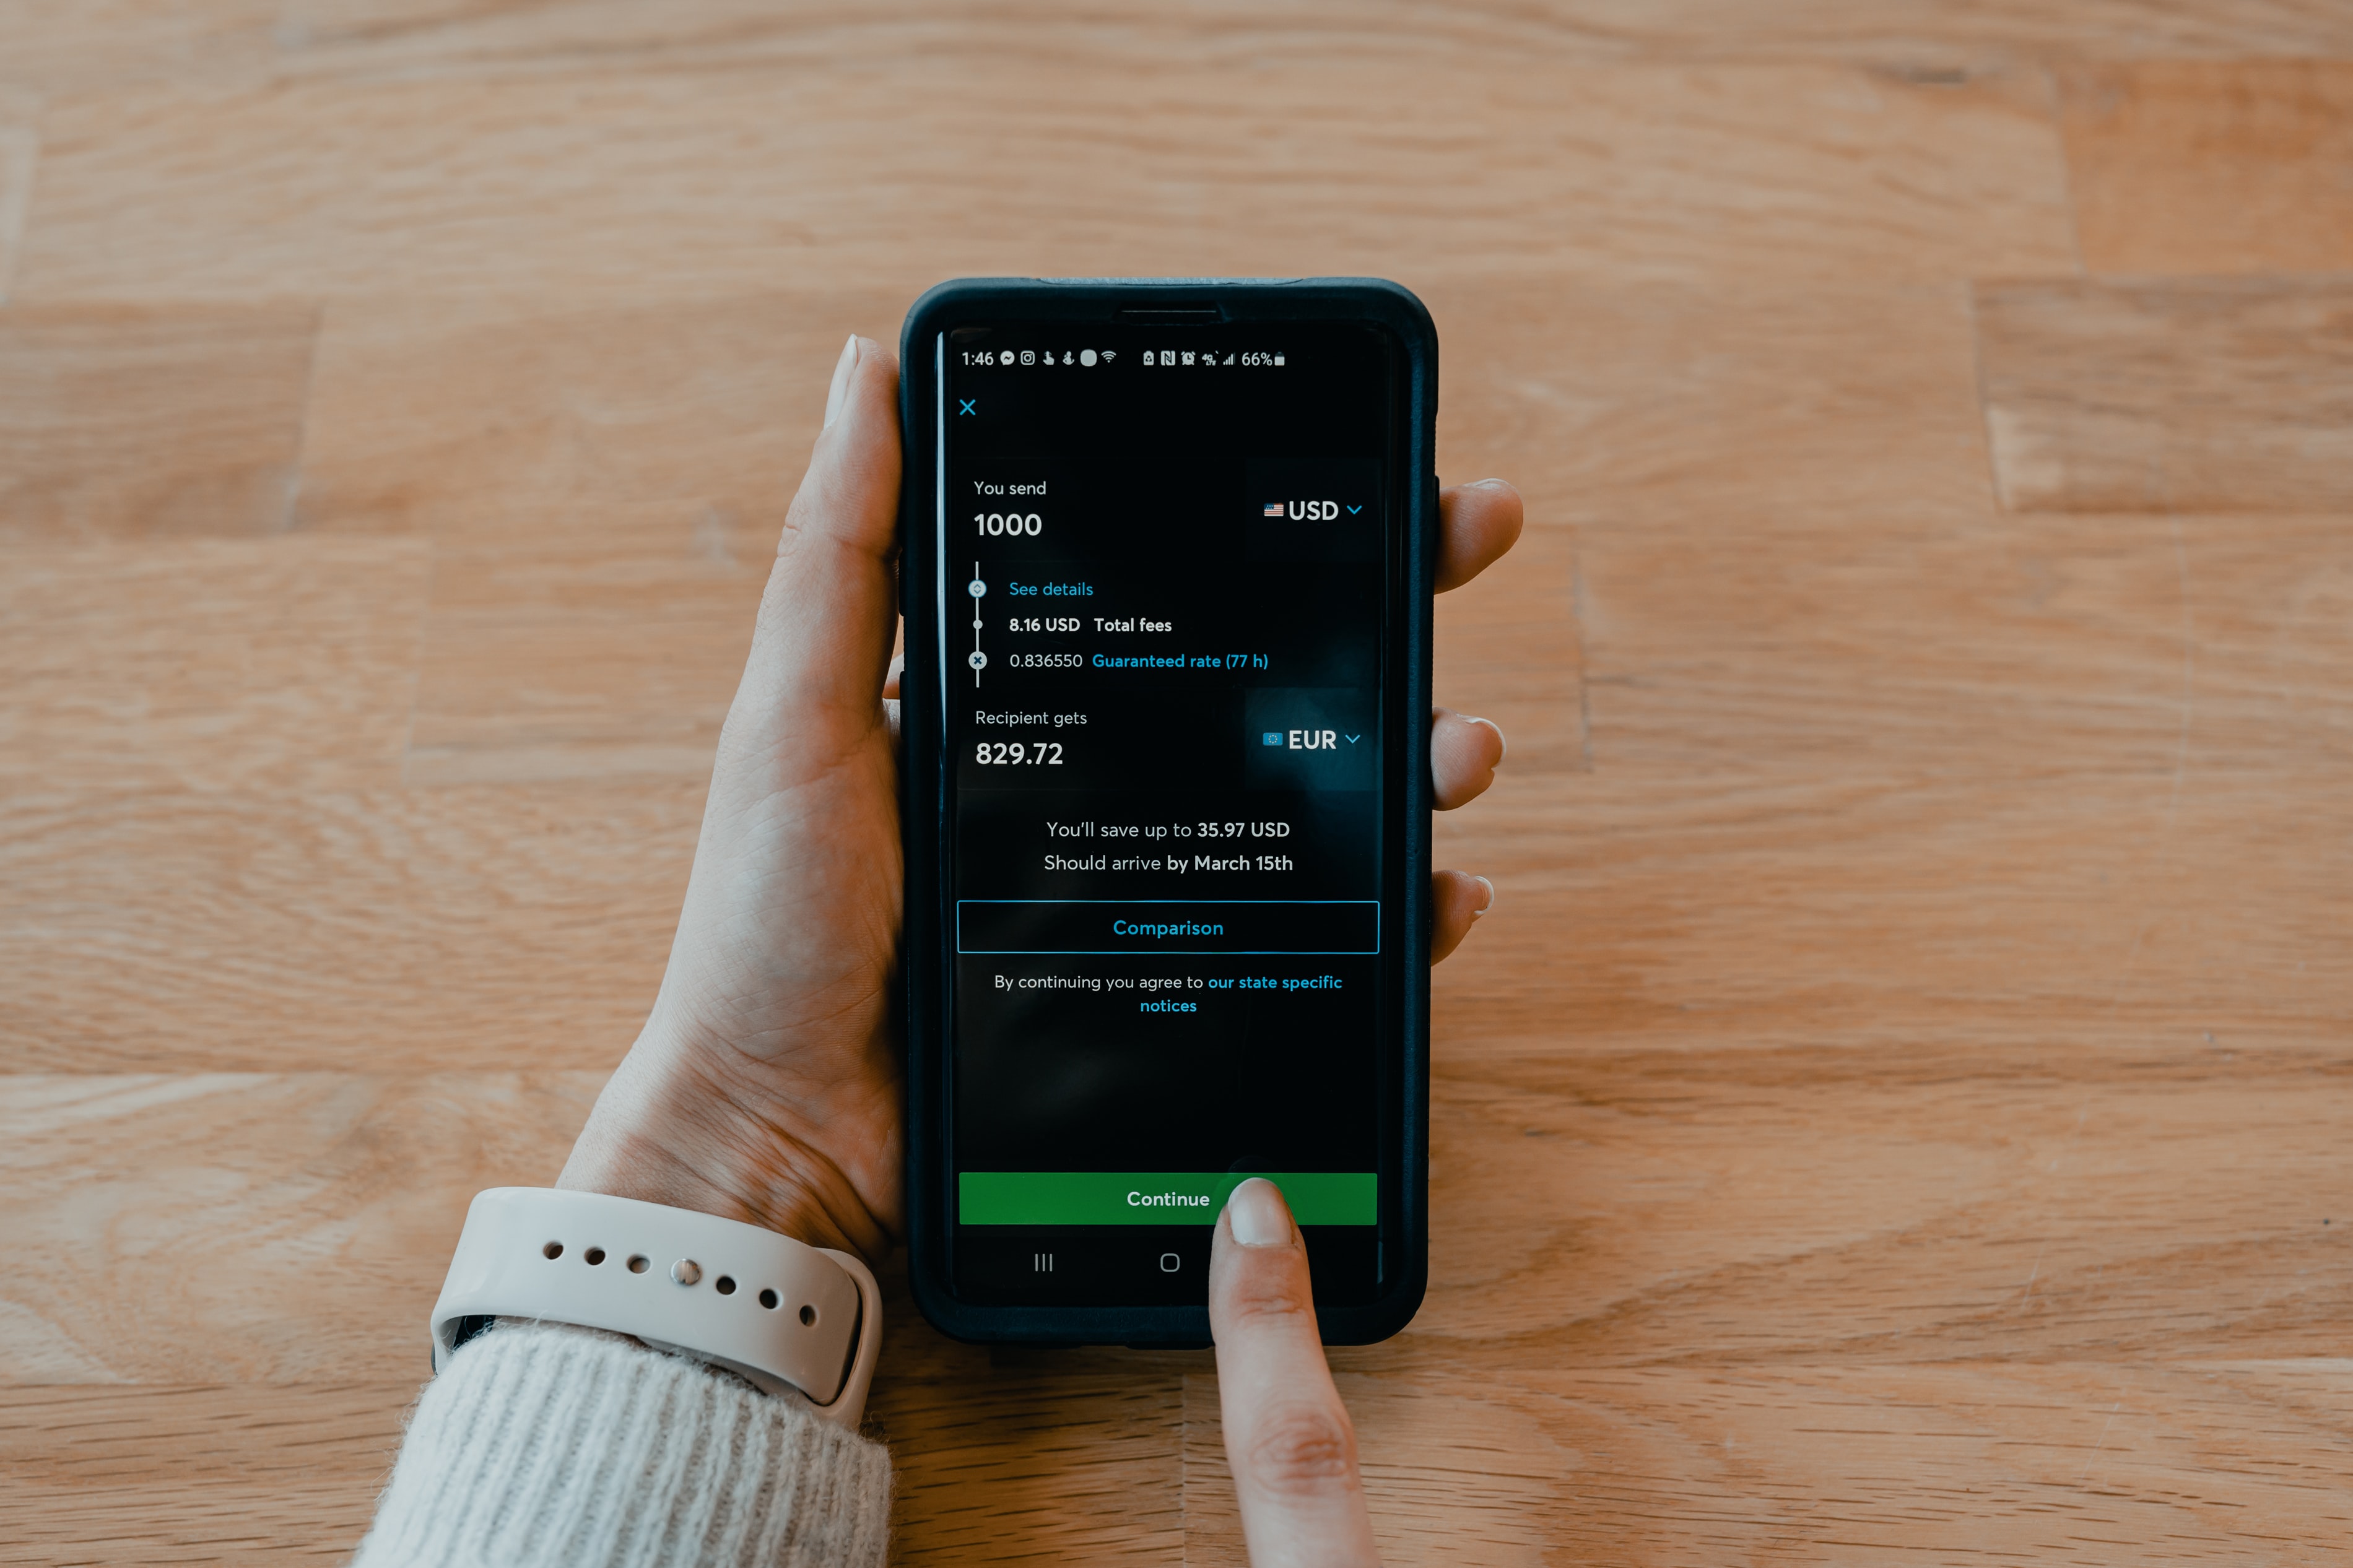 1:46 66%
You send
1000
USD
See details
8.16 USD Total fees
0.836550 Guaranteed rate (77 h)
Recipient gets
829.72
EUR
You'll save up to 35.97 USD
Should arrive by March 15th
Comparison
By continuing you agree to our state specific
notices
Continue